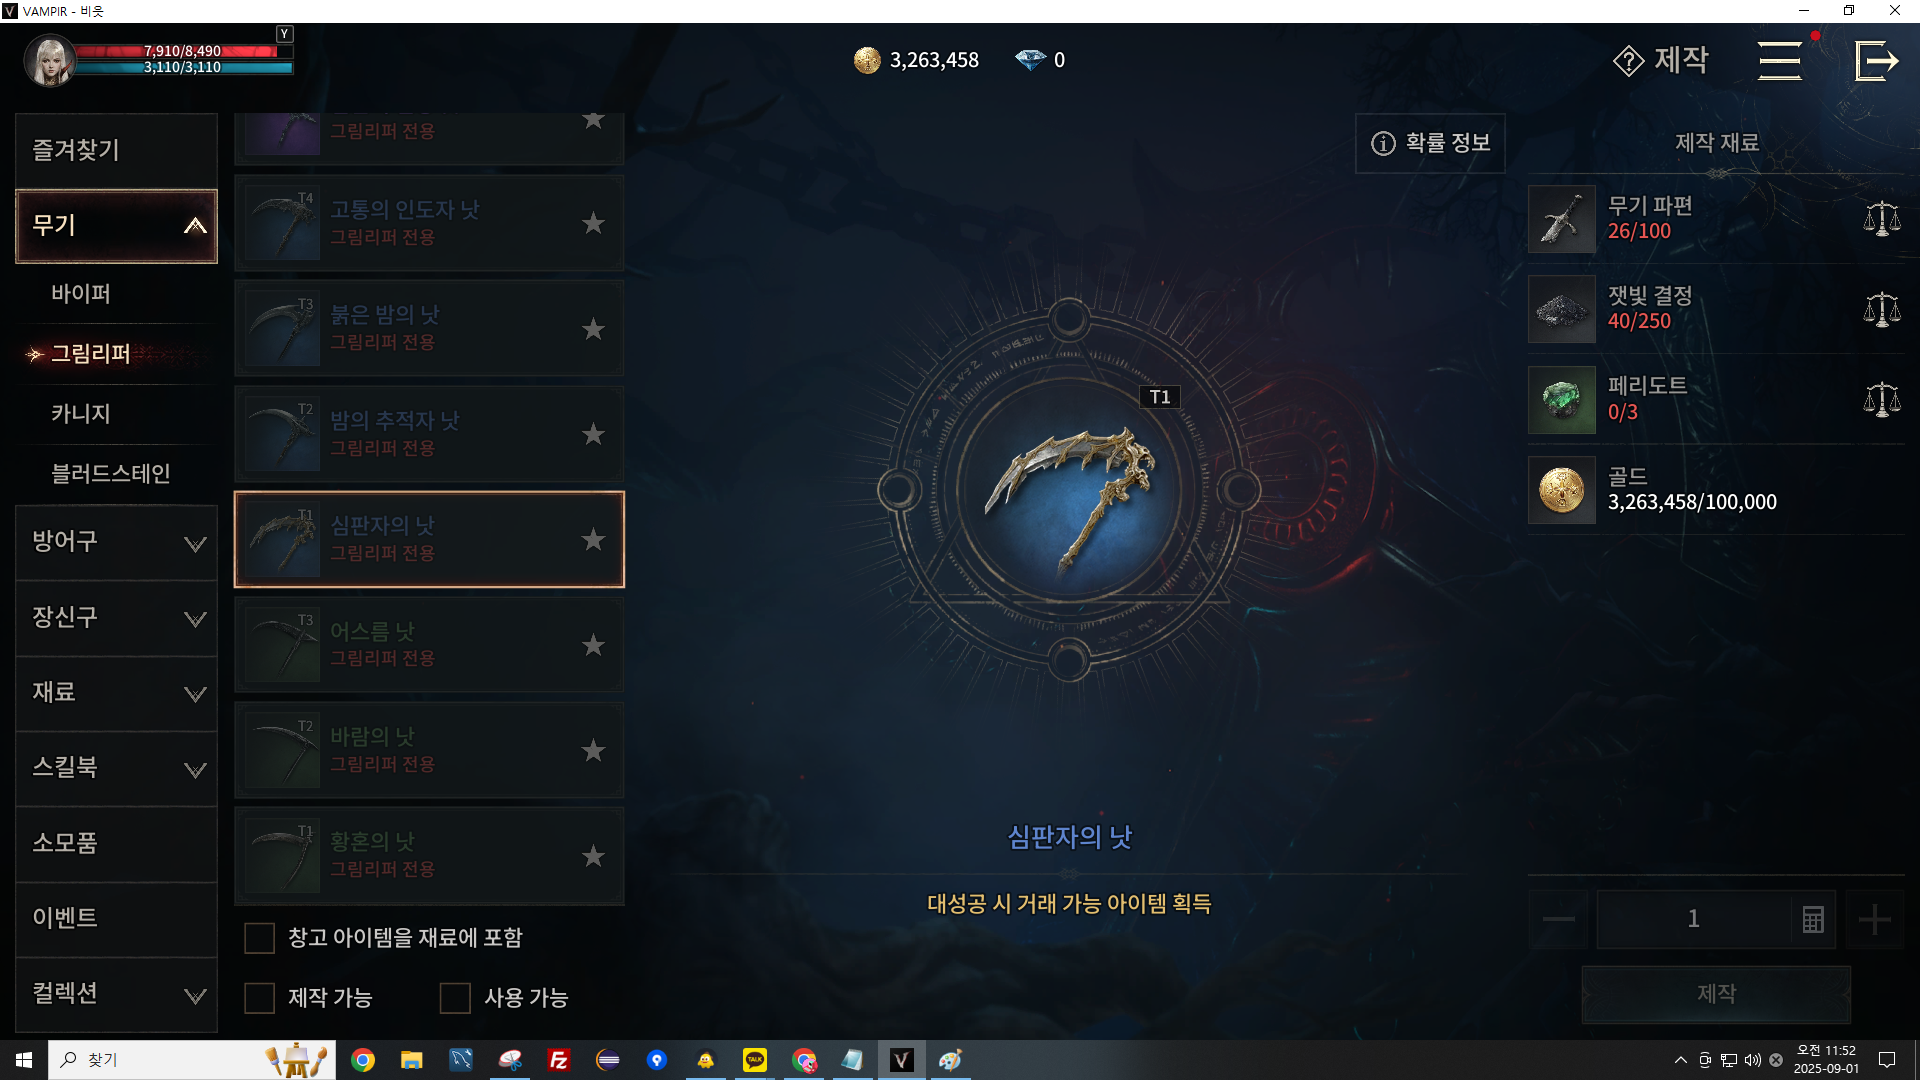 VAMPIR - 비웃
7,910/8,490
3,110/3,110
Y
3,263,458
0
제작
즐겨찾기
무기
바이퍼
그림리퍼
카니지
블러드스테인
방어구
장신구
재료
스킬북
소모품
이벤트
컬렉션
그림리퍼 전용
T4
고통의 인도자 낫
그림리퍼 전용
T3
붉은 밤의 낫
그림리퍼 전용
T2
밤의 추적자 낫
그림리퍼 전용
T1
심판자의 낫
그림리퍼 전용
T3
어스름 낫
그림리퍼 전용
T2
바람의 낫
그림리퍼 전용
T1
황혼의 낫
그림리퍼 전용
창고 아이템을 재료에 포함
제작 가능
사용 가능
확률 정보
T1
심판자의 낫
대성공 시 거래 가능 아이템 획득
제작 재료
무기 파편
26/100
잿빛 결정
40/250
페리도트
0/3
골드
3,263,458/100,000
1
제작
찾기
TALK
오전 11:52
2025-09-01